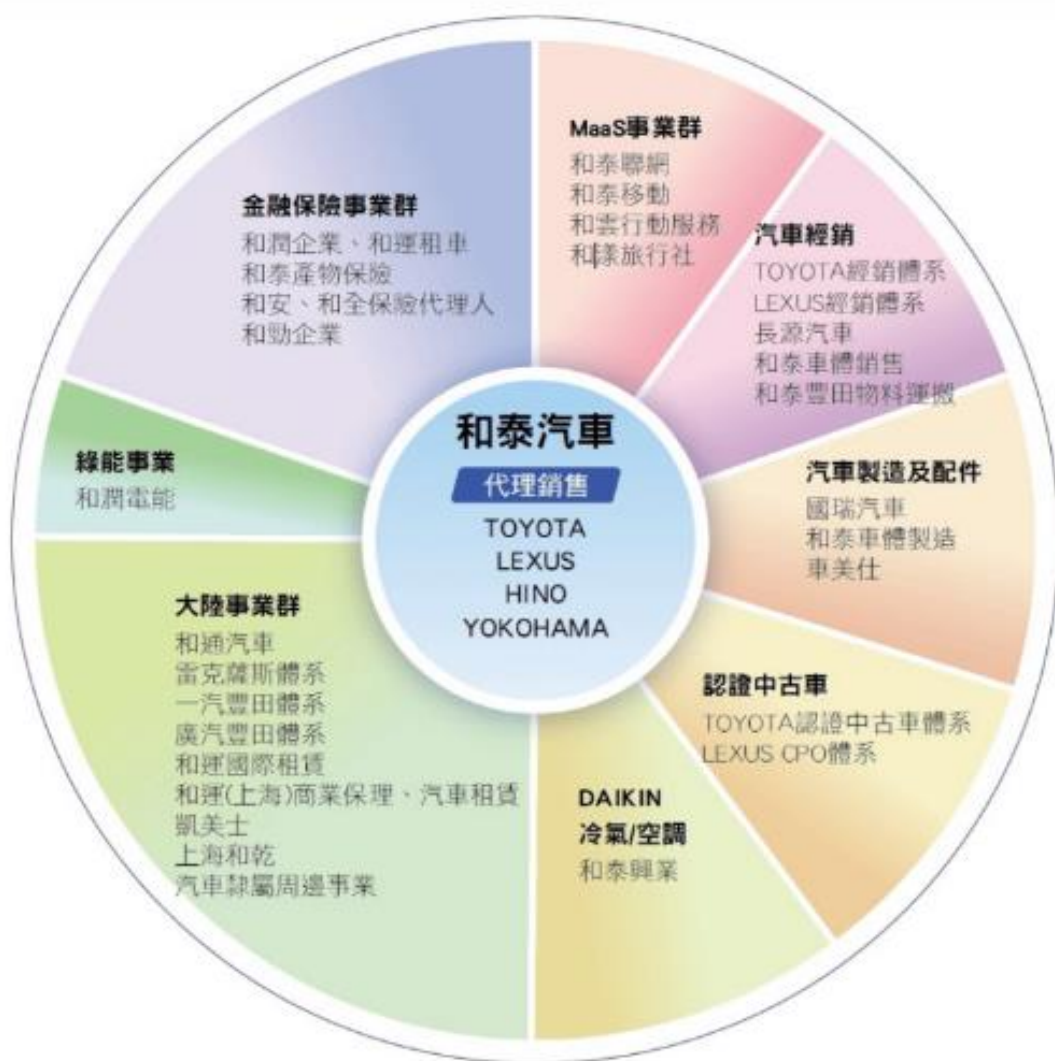 MaaS事業群
和泰聯網
和泰移動
和雲行動服務
和漾旅行社
汽車經銷
TOYOTA經銷體系
LEXUS經銷體系
長源汽車
和泰車體銷售
和泰豐田物料運搬
汽車製造及配件
國瑞汽車
和泰車體製造
車美仕
認證中古車
TOYOTA認證中古車體系
LEXUS CPO體系
DAIKIN
冷氣/空調
和泰興業
大陸事業群
和通汽車
雷克薩斯體系
一汽豐田體系
廣汽豐田體系
和運國際租賃
和運(上海)商業保理、汽車租賃
凱美士
上海和乾
汽車隸屬周邊事業
綠能事業
和潤電能
金融保險事業群
和潤企業、和運租車
和泰產物保險
和安、和全保險代理人
和勁企業
和泰汽車
代理銷售
TOYOTA
LEXUS
HINO
YOKOHAMA